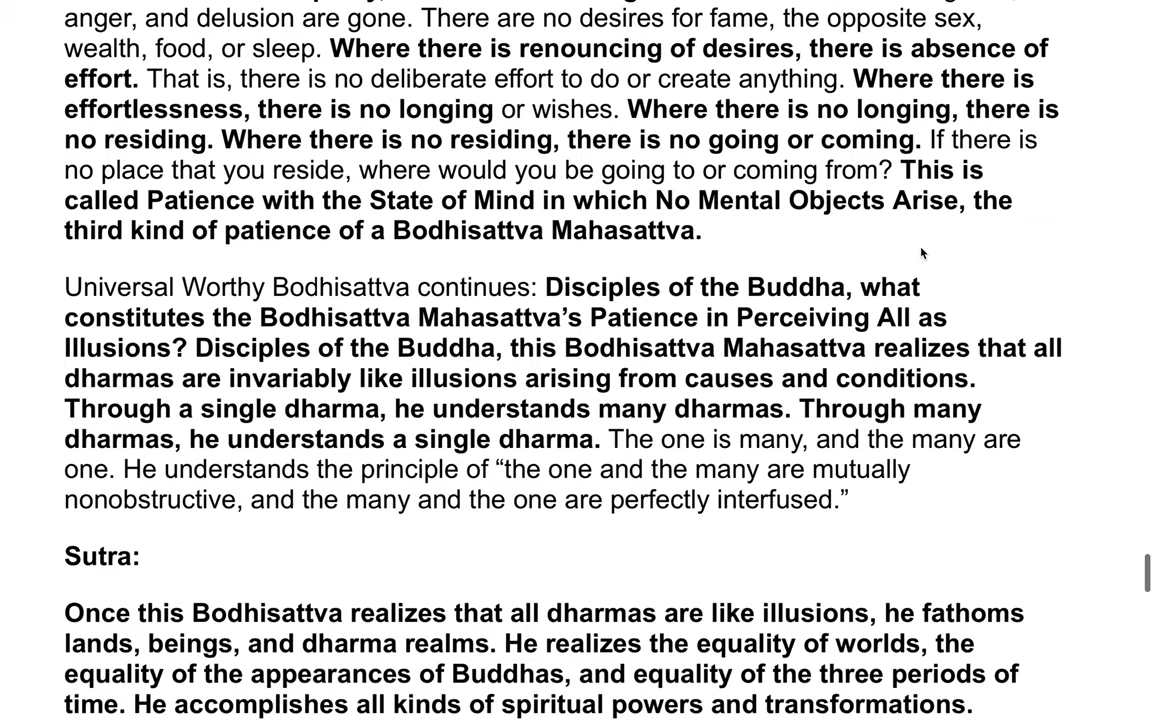 anger, and delusion are gone. There are no desires for fame, the opposite sex,
wealth, food, or sleep. Where there is renouncing of desires, there is absence of
effort. That is, there is no deliberate effort to do or create anything. Where there is
effortlessness, there is no longing or wishes. Where there is no longing, there is
no residing. Where there is no residing, there is no going or coming. If there is
no place that you reside, where would you be going to or coming from? This is
called Patience with the State of Mind in which No Mental Objects Arise, the
third kind of patience of a Bodhisattva Mahasattva.
Universal Worthy Bodhisattva continues: Disciples of the Buddha, what
constitutes the Bodhisattva Mahasattva’s Patience in Perceiving All as
Illusions? Disciples of the Buddha, this Bodhisattva Mahasattva realizes that all
dharmas are invariably like illusions arising from causes and conditions.
Through a single dharma, he understands many dharmas. Through many
dharmas, he understands a single dharma. The one is many, and the many are
one. He understands the principle of “the one and the many are mutually
nonobstructive, and the many and the one are perfectly interfused.”
Sutra:
Once this Bodhisattva realizes that all dharmas are like illusions, he fathoms
lands, beings, and dharma realms. He realizes the equality of worlds, the
equality of the appearances of Buddhas, and equality of the three periods of
time. He accomplishes all kinds of spiritual powers and transformations.